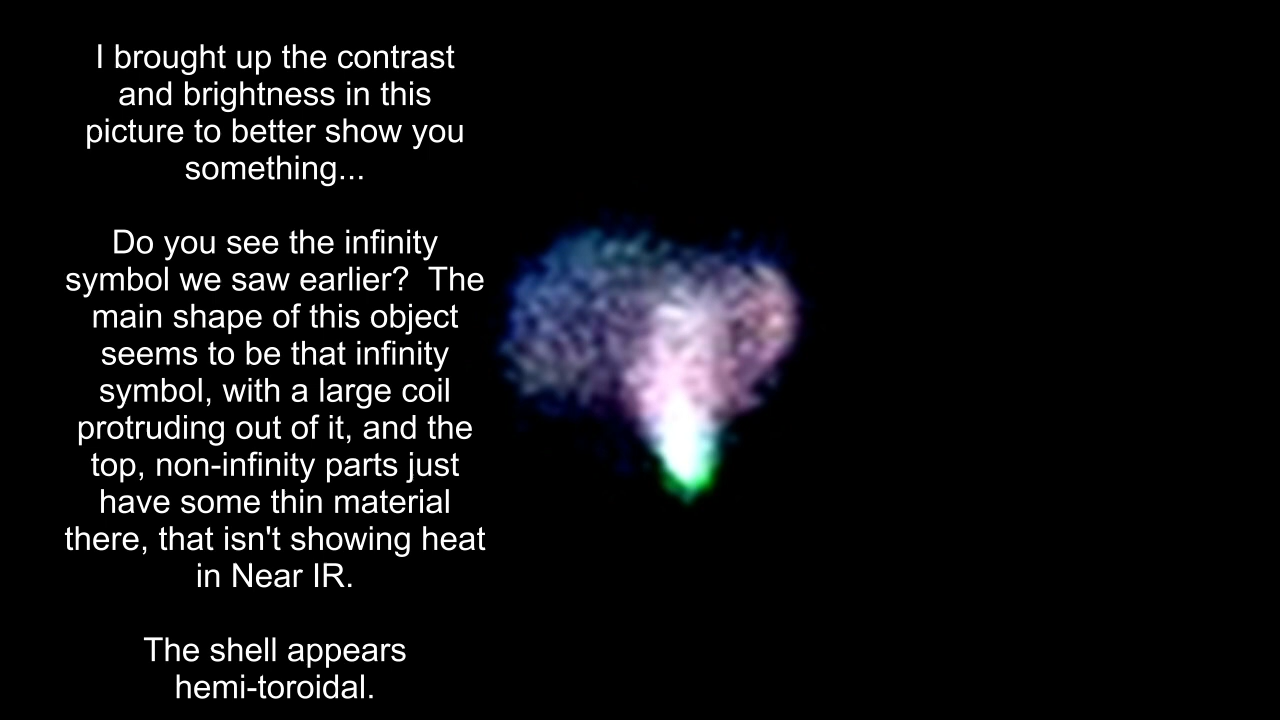 I brought up the contrast
and brightness in this
picture to better show you
something...
Do you see the infinity
symbol we saw earlier?  The
main shape of this object
seems to be that infinity
symbol, with a large coil
protruding out of it, and the
top, non-infinity parts just
have some thin material
there, that isn't showing heat
in Near IR.
The shell appears
hemi-toroidal.